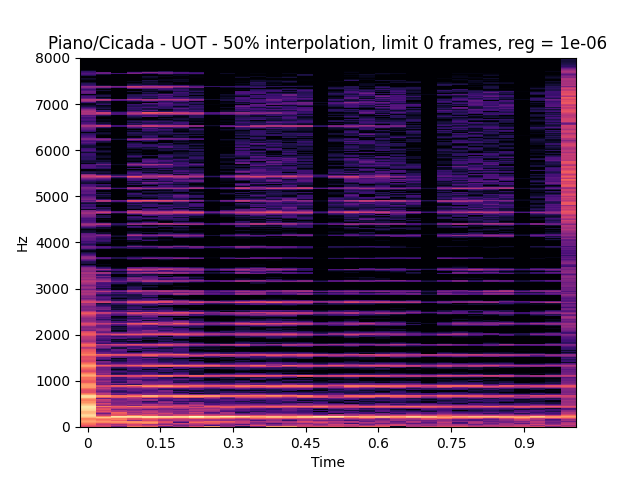 Piano/Cicada - UOT - 50% interpolation, limit 0 frames, reg = 1e-06
8000
7000
6000
5000
4000
3000
2000
1000
0
Hz
0 0.15 0.3 0.45 0.6 0.75 0.9
Time